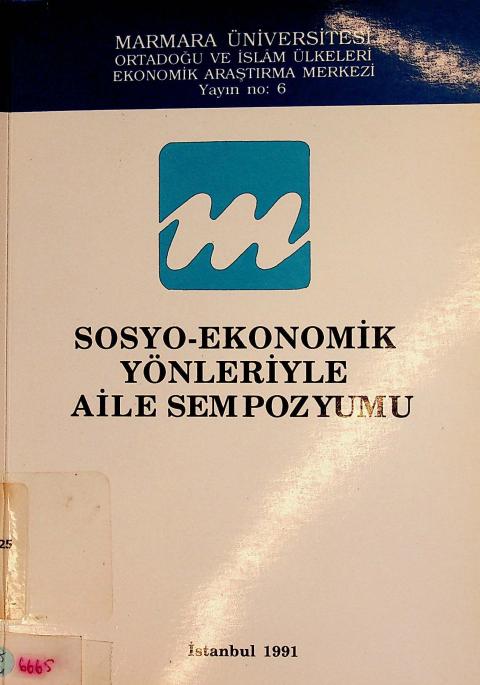 MARMARA ÜNİVERSİTESİ
ORTADOĞU VE İSLÂM ÜLKELERİ
EKONOMİK ARAŞTIRMA MERKEZİ
Yayın no: 6
SOSYO-EKONOMİK
YÖNLERİYLE
AİLE SEMPOZYUMU
25
6665
İstanbul 1991